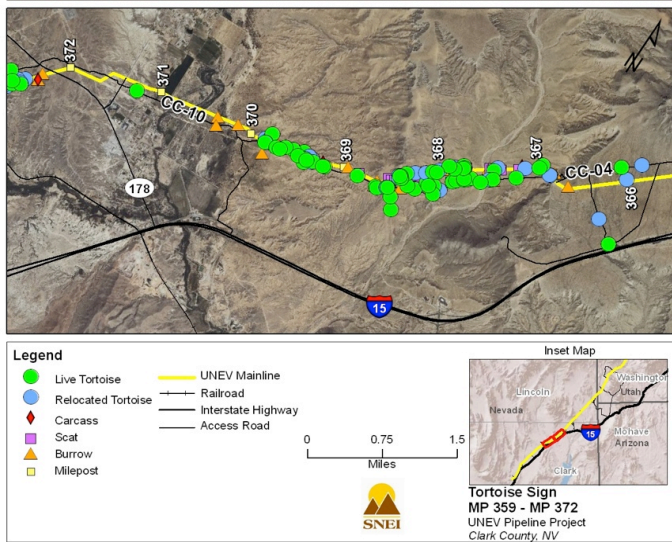 372
371
CC-10
370
178
369
368
367
CC-04
366
15
Legend
Live Tortoise
Relocated Tortoise
Carcass
Scat
Burrow
Milepost
UNEV Mainline
Railroad
Interstate Highway
Access Road
0 0.75 1.5
Miles
SNEI
Inset Map
Lincoln
Washington
Utah
Nevada
Mohave
Arizona
15
Clark
Tortoise Sign
MP 359 - MP 372
UNEV Pipeline Project
Clark County, NV